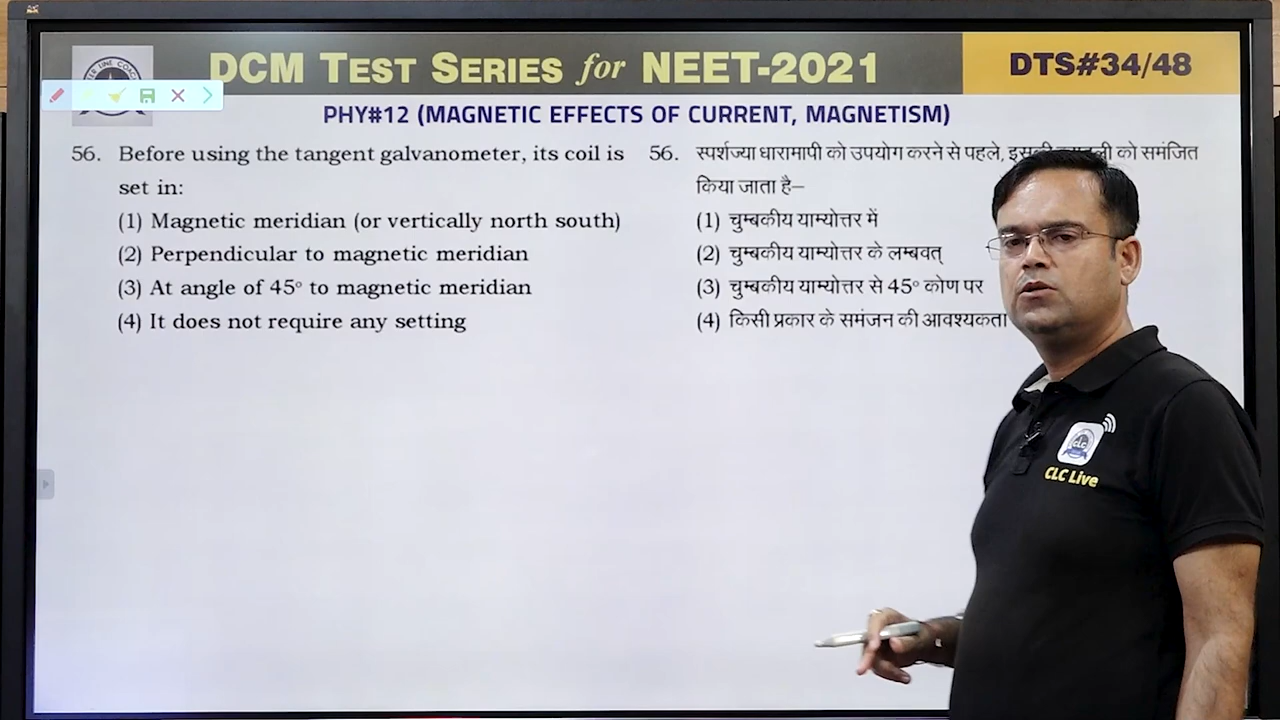 DCM TEST SERIES for NEET-2021
DTS#34/48
PHY#12 (MAGNETIC EFFECTS OF CURRENT, MAGNETISM)
56. Before using the tangent galvanometer, its coil is
set in:
(1) Magnetic meridian (or vertically north south)
(2) Perpendicular to magnetic meridian
(3) At angle of 45° to magnetic meridian
(4) It does not require any setting
56. स्पर्शज्या धारामापी को उपयोग करने से पहले, को समंजित
किया जाता है–
(1) चुम्बकीय याम्योत्तर में
(2) चुम्बकीय याम्योत्तर के लम्बवत्
(3) चुम्बकीय याम्योत्तर से 45° कोण पर
(4) किसी प्रकार के समंजन की आवश्यकता
CLC
CLC Live